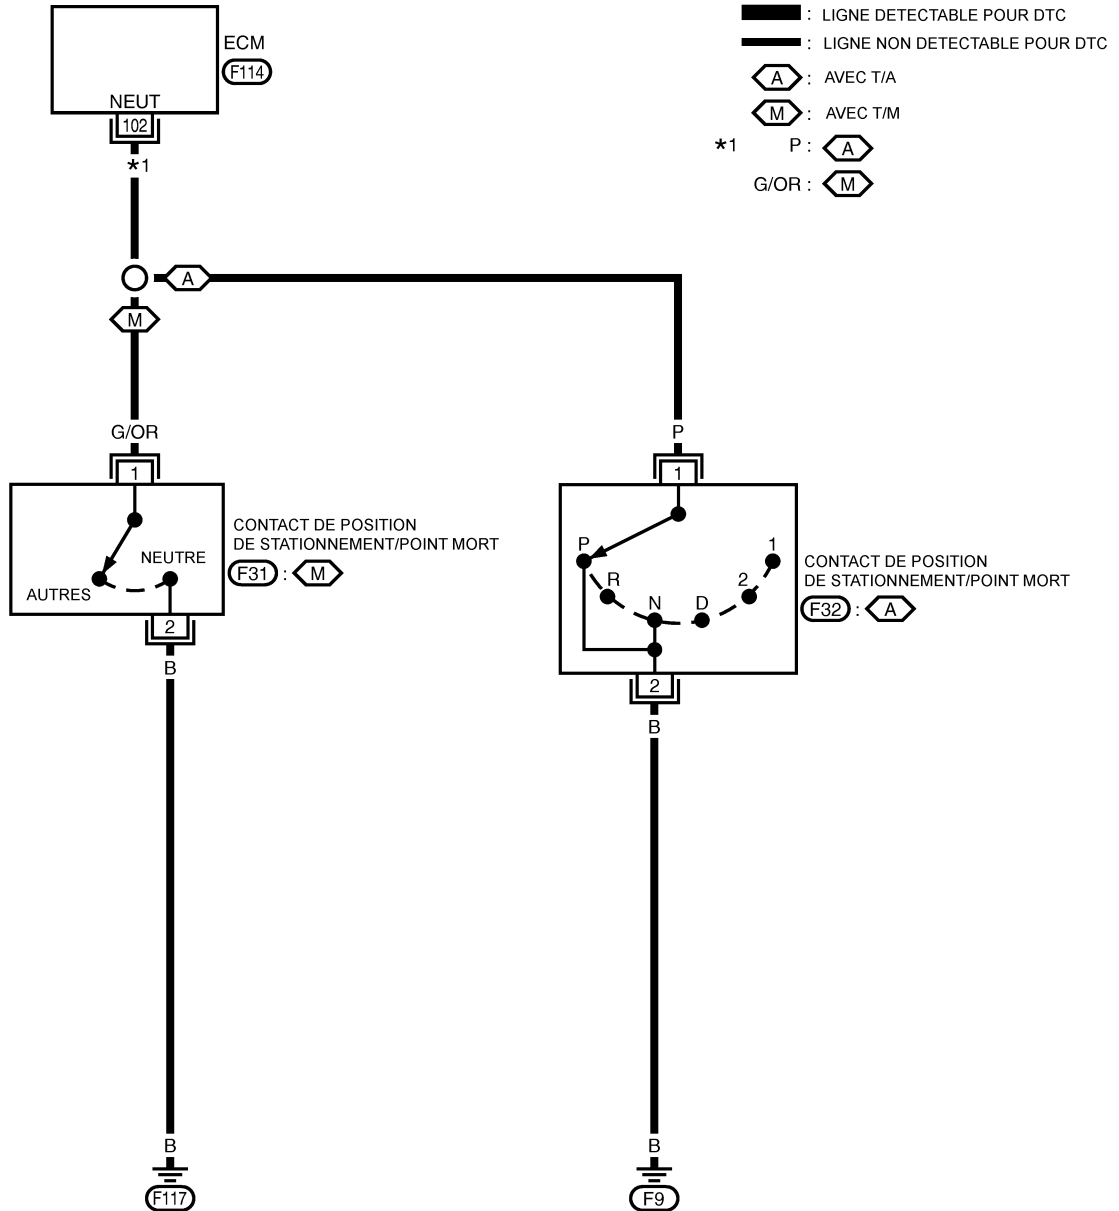 ECM
F114
NEUT
102
*1
: LIGNE DETECTABLE POUR DTC
: LIGNE NON DETECTABLE POUR DTC
A : AVEC T/A
M : AVEC T/M
*1 P : A
G/OR : M
A
M
G/OR
1
NEUTRE
AUTRES
2
CONTACT DE POSITION
DE STATIONNEMENT/POINT MORT
F31 : M
B
B
F117
P
1
P
R
N
D
2
1
2
CONTACT DE POSITION
DE STATIONNEMENT/POINT MORT
F32 : A
B
B
F9